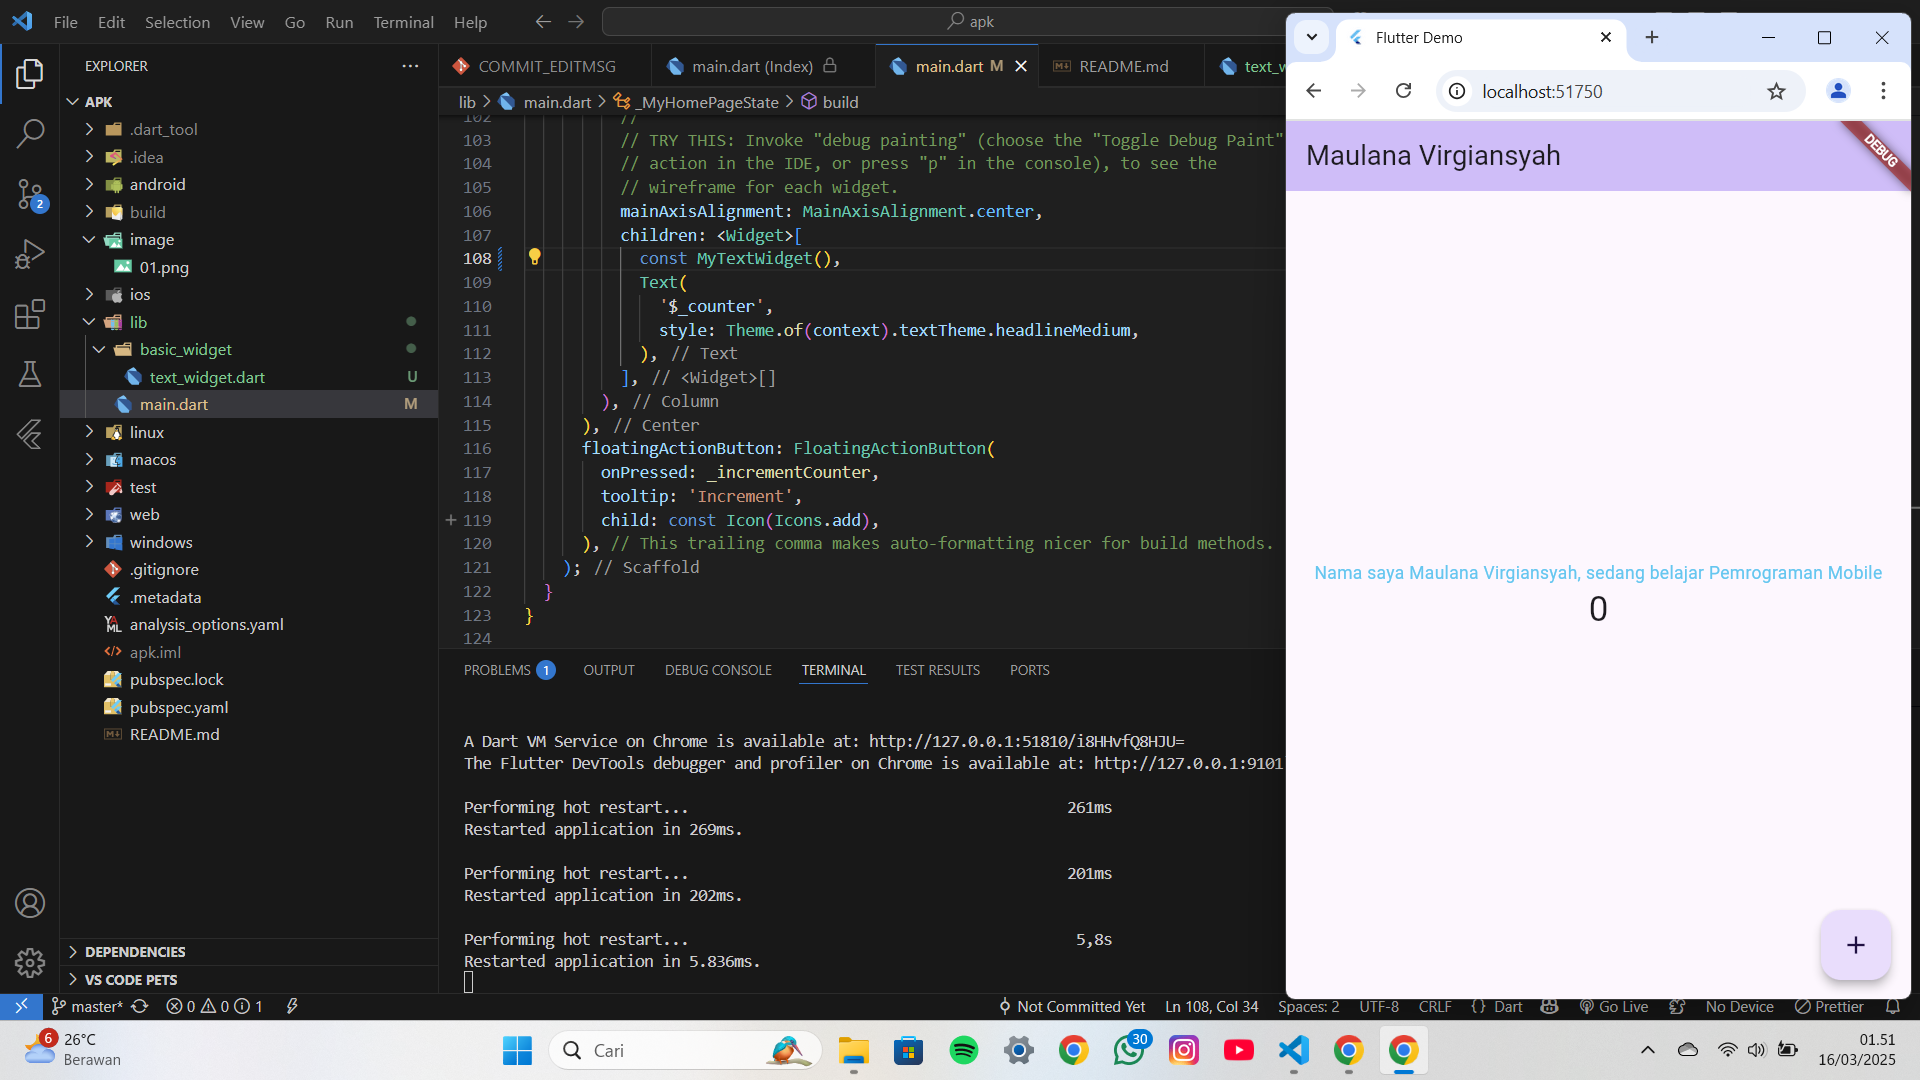 File Edit Selection View Go Run Terminal Help
apk
EXPLORER
APK
.dart_tool
.idea
android
build
image
01.png
ios
lib
basic_widget
text_widget.dart U
main.dart M
linux
macos
test
web
windows
.gitignore
.metadata
analysis_options.yaml
apk.iml
pubspec.lock
pubspec.yaml
README.md
DEPENDENCIES
VS CODE PETS
2
COMMIT_EDITMSG main.dart (Index) main.dart M README.md text_w
lib main.dart _MyHomePageState build
102 //
103 // TRY THIS: Invoke "debug painting" (choose the "Toggle Debug Paint"
104 // action in the IDE, or press "p" in the console), to see the
105 // wireframe for each widget.
106 mainAxisAlignment: MainAxisAlignment.center,
107 children: <Widget>[
108 const MyTextWidget(),
109 Text(
110 '$_counter',
111 style: Theme.of(context).textTheme.headlineMedium,
112 ), // Text
113 ], // <Widget>[]
114 ), // Column
115 ), // Center
116 floatingActionButton: FloatingActionButton(
117 onPressed: _incrementCounter,
118 tooltip: 'Increment',
119 child: const Icon(Icons.add),
120 ), // This trailing comma makes auto-formatting nicer for build methods.
121 ); // Scaffold
122 }
123 }
124
PROBLEMS 1 OUTPUT DEBUG CONSOLE TERMINAL TEST RESULTS PORTS
A Dart VM Service on Chrome is available at: http://127.0.0.1:51810/i8HHvfQ8HJU=
The Flutter DevTools debugger and profiler on Chrome is available at: http://127.0.0.1:9101
Performing hot restart... 261ms
Restarted application in 269ms.
Performing hot restart... 201ms
Restarted application in 202ms.
Performing hot restart... 5,8s
Restarted application in 5.836ms.
Flutter Demo
localhost:51750
Maulana Virgiansyah
DEBUG
Nama saya Maulana Virgiansyah, sedang belajar Pemrograman Mobile
0
master* 0 0 1 Not Committed Yet Ln 108, Col 34 Spaces: 2 UTF-8 CRLF {} Dart Go Live No Device Prettier
6
26°C
Berawan
Cari
30
01.51
16/03/2025